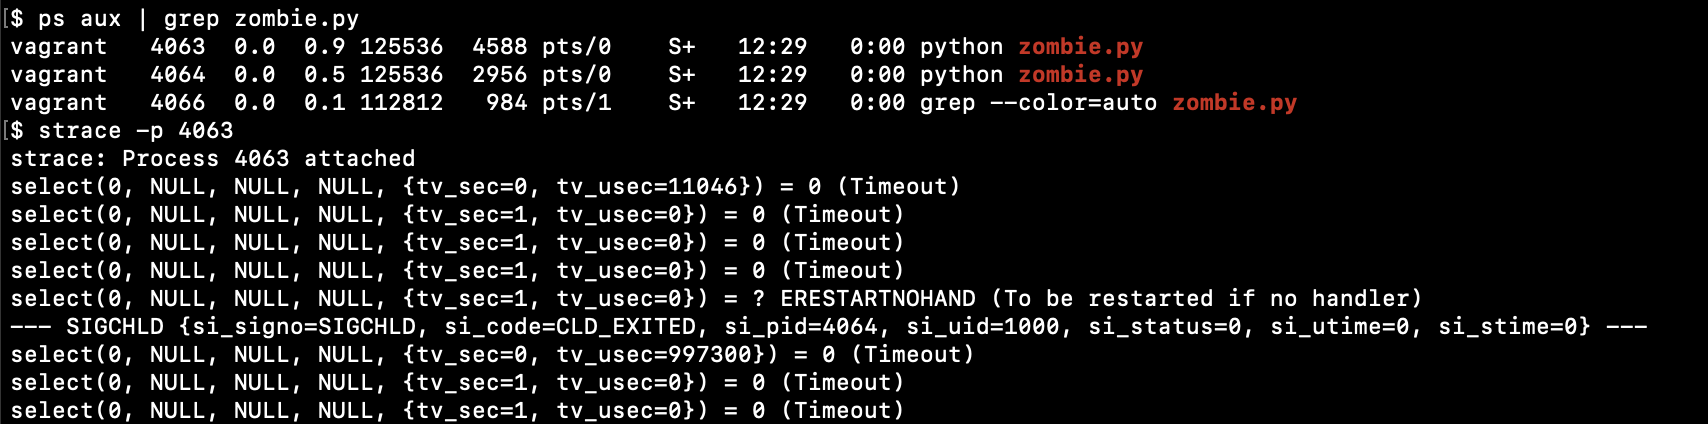 [$ ps aux | grep zombie.py
vagrant   4063  0.0  0.9 125536  4588 pts/0    S+   12:29   0:00 python zombie.py
vagrant   4064  0.0  0.5 125536  2956 pts/0    S+   12:29   0:00 python zombie.py
vagrant   4066  0.0  0.1 112812   984 pts/1    S+   12:29   0:00 grep --color=auto zombie.py
[$ strace -p 4063
strace: Process 4063 attached
select(0, NULL, NULL, NULL, {tv_sec=0, tv_usec=11046}) = 0 (Timeout)
select(0, NULL, NULL, NULL, {tv_sec=1, tv_usec=0}) = 0 (Timeout)
select(0, NULL, NULL, NULL, {tv_sec=1, tv_usec=0}) = 0 (Timeout)
select(0, NULL, NULL, NULL, {tv_sec=1, tv_usec=0}) = 0 (Timeout)
select(0, NULL, NULL, NULL, {tv_sec=1, tv_usec=0}) = ? ERESTARTNOHAND (To be restarted if no handler)
--- SIGCHLD {si_signo=SIGCHLD, si_code=CLD_EXITED, si_pid=4064, si_uid=1000, si_status=0, si_utime=0, si_stime=0} ---
select(0, NULL, NULL, NULL, {tv_sec=0, tv_usec=997300}) = 0 (Timeout)
select(0, NULL, NULL, NULL, {tv_sec=1, tv_usec=0}) = 0 (Timeout)
select(0, NULL, NULL, NULL, {tv_sec=1, tv_usec=0}) = 0 (Timeout)